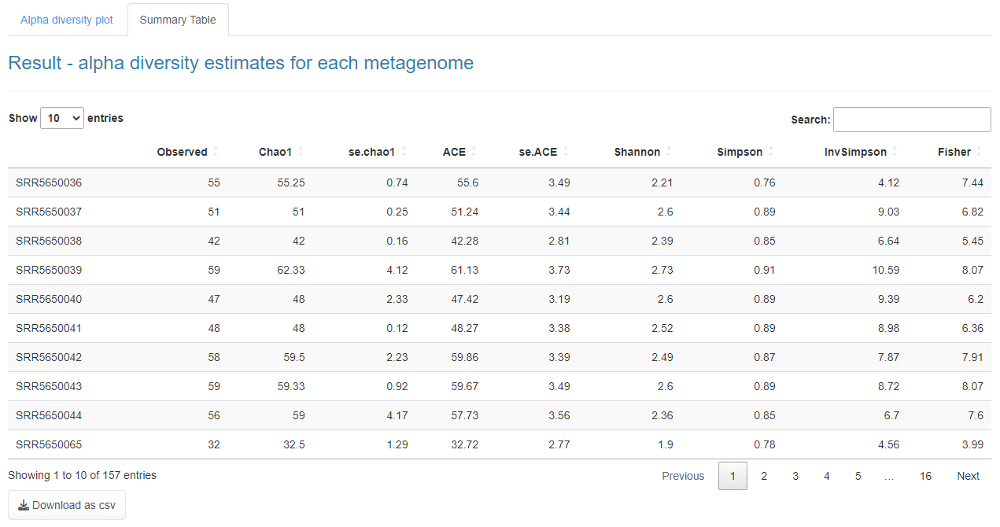 Alpha diversity plot Summary Table
Result - alpha diversity estimates for each metagenome
Show 10 entries Search:
Observed Chao1 se.chao1 ACE se.ACE Shannon Simpson InvSimpson Fisher
SRR5650036 55 55.25 0.74 55.6 3.49 2.21 0.76 4.12 7.44
SRR5650037 51 51 0.25 51.24 3.44 2.6 0.89 9.03 6.82
SRR5650038 42 42 0.16 42.28 2.81 2.39 0.85 6.64 5.45
SRR5650039 59 62.33 4.12 61.13 3.73 2.73 0.91 10.59 8.07
SRR5650040 47 48 2.33 47.42 3.19 2.6 0.89 9.39 6.2
SRR5650041 48 48 0.12 48.27 3.38 2.52 0.89 8.98 6.36
SRR5650042 58 59.5 2.23 59.86 3.39 2.49 0.87 7.87 7.91
SRR5650043 59 59.33 0.92 59.67 3.49 2.6 0.89 8.72 8.07
SRR5650044 56 59 4.17 57.73 3.56 2.36 0.85 6.7 7.6
SRR5650065 32 32.5 1.29 32.72 2.77 1.9 0.78 4.56 3.99
Showing 1 to 10 of 157 entries Previous 1 2 3 4 5 … 16 Next
Download as csv